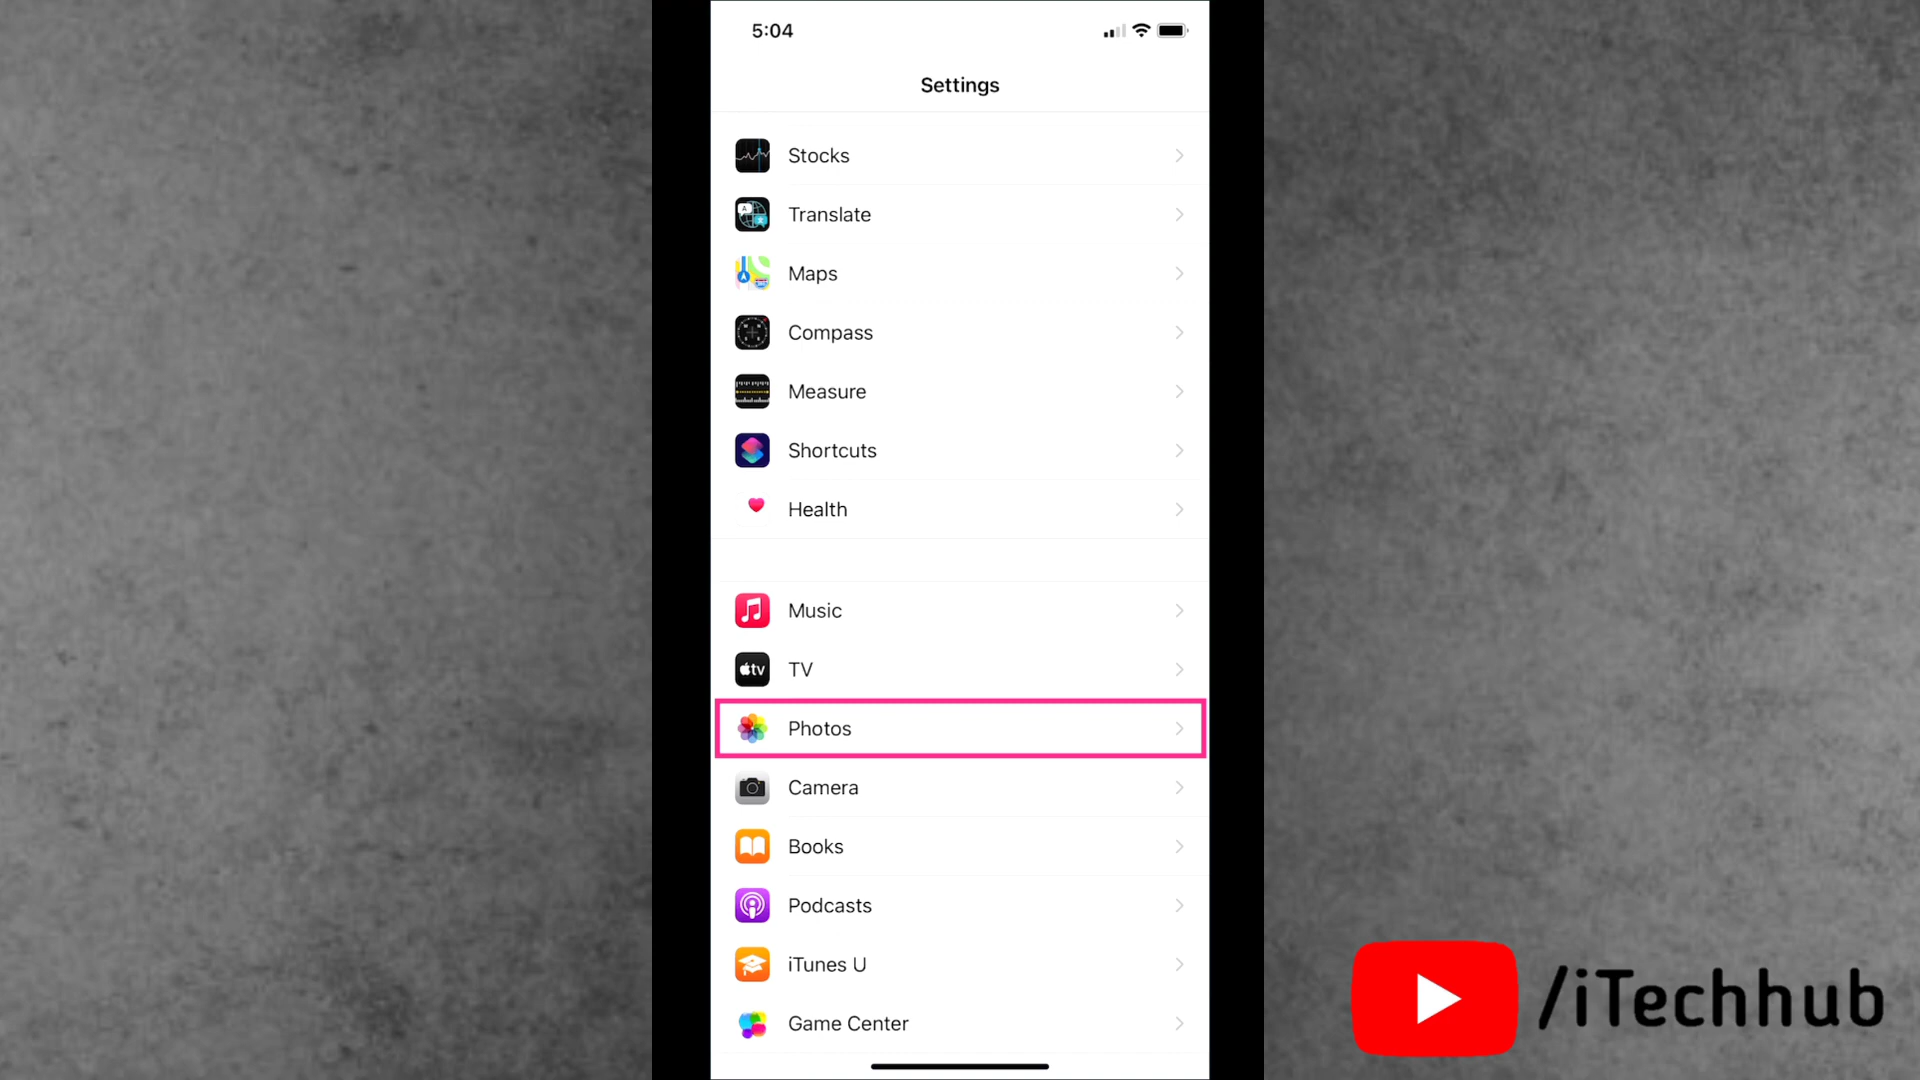 5:04
Settings
Stocks
Translate
Maps
Compass
Measure
Shortcuts
Health
Music
tv
TV
Photos
Camera
Books
Podcasts
iTunes U
Game Center
/iTechhub